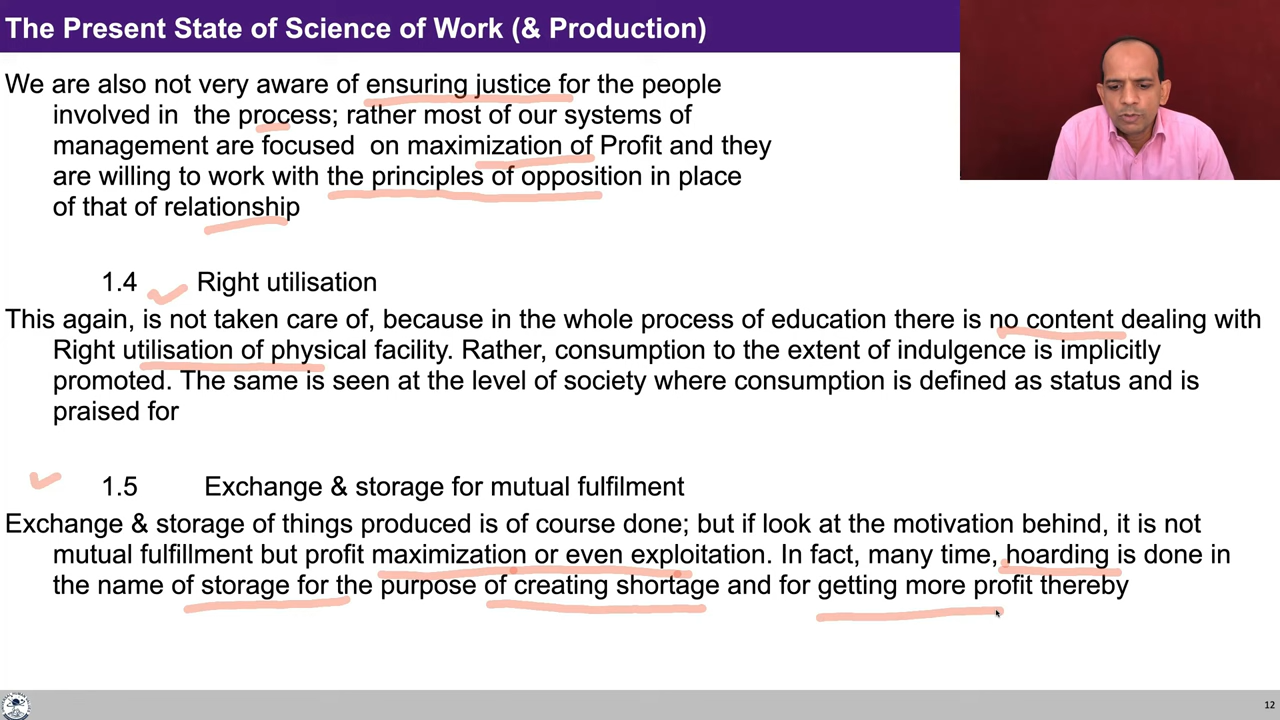 The Present State of Science of Work (& Production)
We are also not very aware of ensuring justice for the people
involved in the process; rather most of our systems of
management are focused on maximization of Profit and they
are willing to work with the principles of opposition in place
of that of relationship
1.4 Right utilisation
This again, is not taken care of, because in the whole process of education there is no content dealing with
Right utilisation of physical facility. Rather, consumption to the extent of indulgence is implicitly
promoted. The same is seen at the level of society where consumption is defined as status and is
praised for
1.5 Exchange & storage for mutual fulfilment
Exchange & storage of things produced is of course done; but if look at the motivation behind, it is not
mutual fulfillment but profit maximization or even exploitation. In fact, many time, hoarding is done in
the name of storage for the purpose of creating shortage and for getting more profit thereby
12